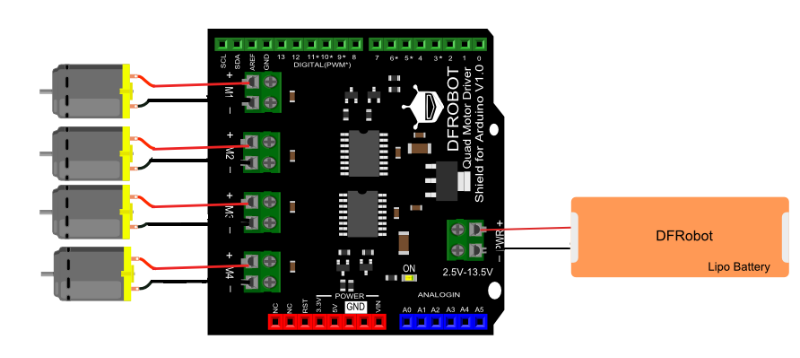 SCL SDA AREF GND 13 12 11* 10* 9* 8 7 6* 5* 4 3* 2 1 0
DIGITAL(PWM*)
+ M1 -
+ M2 -
+ M3 -
+ M4 -
DFROBOT
Quad Motor Driver
Shield for Arduino V1.0
+ PWR -
2.5V-13.5V
ON
DFRobot
Lipo Battery
POWER
ANALOGIN
NC NC RST 3.3V 5V GND VIN
A0 A1 A2 A3 A4 A5